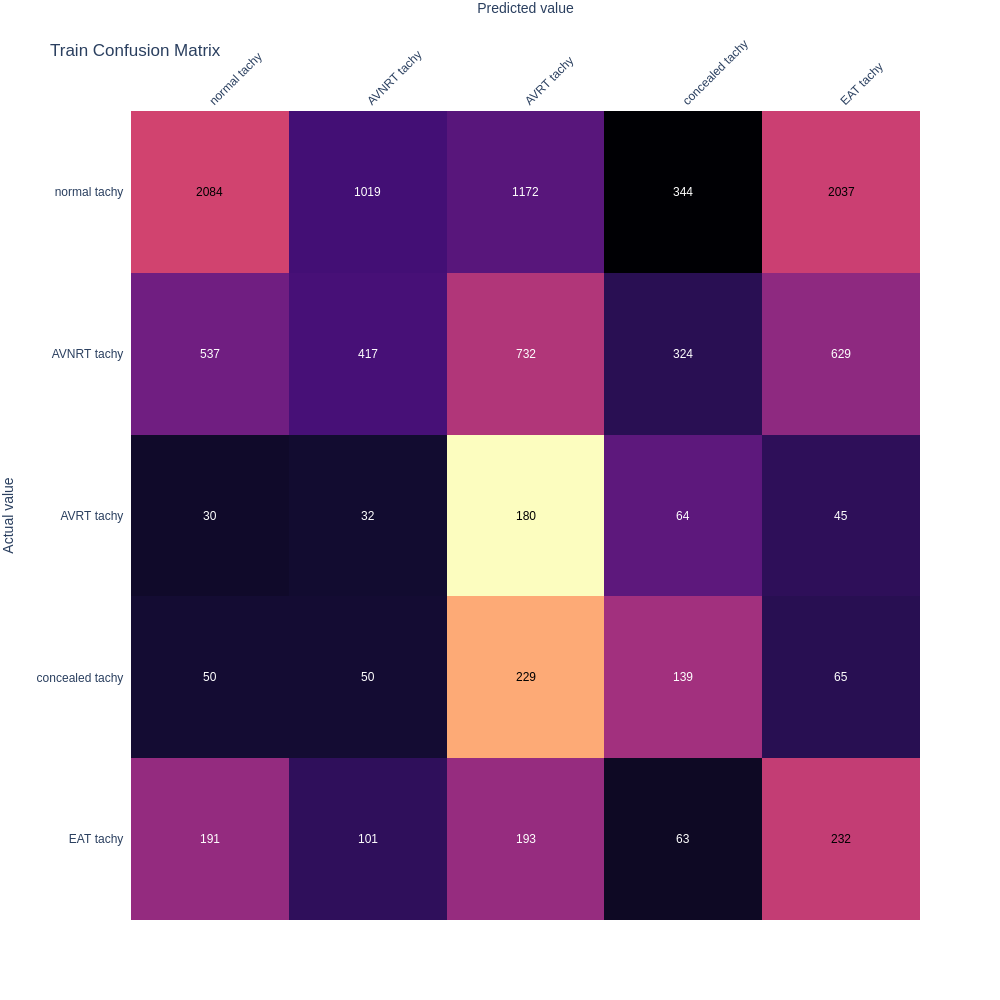 Predicted value
Train Confusion Matrix
normal tachy AVNRT tachy AVRT tachy concealed tachy EAT tachy
normal tachy 2084 1019 1172 344 2037
AVNRT tachy 537 417 732 324 629
Actual value
AVRT tachy 30 32 180 64 45
concealed tachy 50 50 229 139 65
EAT tachy 191 101 193 63 232